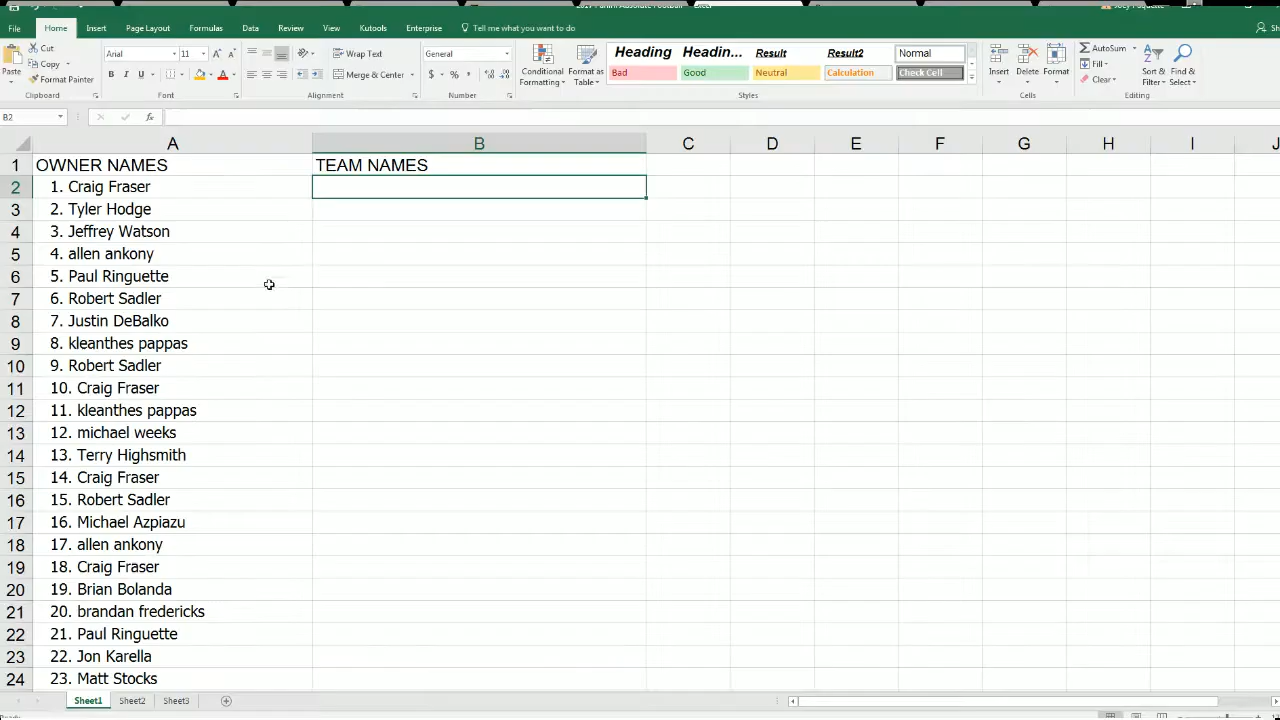 2017 Panini Absolute Football - Excel
Joey Paquette
File Home Insert Page Layout Formulas Data Review View Kutools Enterprise Tell me what you want to do
Paste Cut Copy Format Painter Clipboard
Arial 11 B I U Font
Wrap Text Merge & Center Alignment
General $ % Number
Conditional Formatting Format as Table
Heading Headin... Result Result2 Normal
Bad Good Neutral Calculation Check Cell
Styles
Insert Delete Format Cells
AutoSum Fill Clear Sort & Filter Find & Select Editing
B2 fx
A B C D E F G H I J
1 OWNER NAMES TEAM NAMES
2 1. Craig Fraser
3 2. Tyler Hodge
4 3. Jeffrey Watson
5 4. allen ankony
6 5. Paul Ringuette
7 6. Robert Sadler
8 7. Justin DeBalko
9 8. kleanthes pappas
10 9. Robert Sadler
11 10. Craig Fraser
12 11. kleanthes pappas
13 12. michael weeks
14 13. Terry Highsmith
15 14. Craig Fraser
16 15. Robert Sadler
17 16. Michael Azpiazu
18 17. allen ankony
19 18. Craig Fraser
20 19. Brian Bolanda
21 20. brandan fredericks
22 21. Paul Ringuette
23 22. Jon Karella
24 23. Matt Stocks
Sheet1 Sheet2 Sheet3